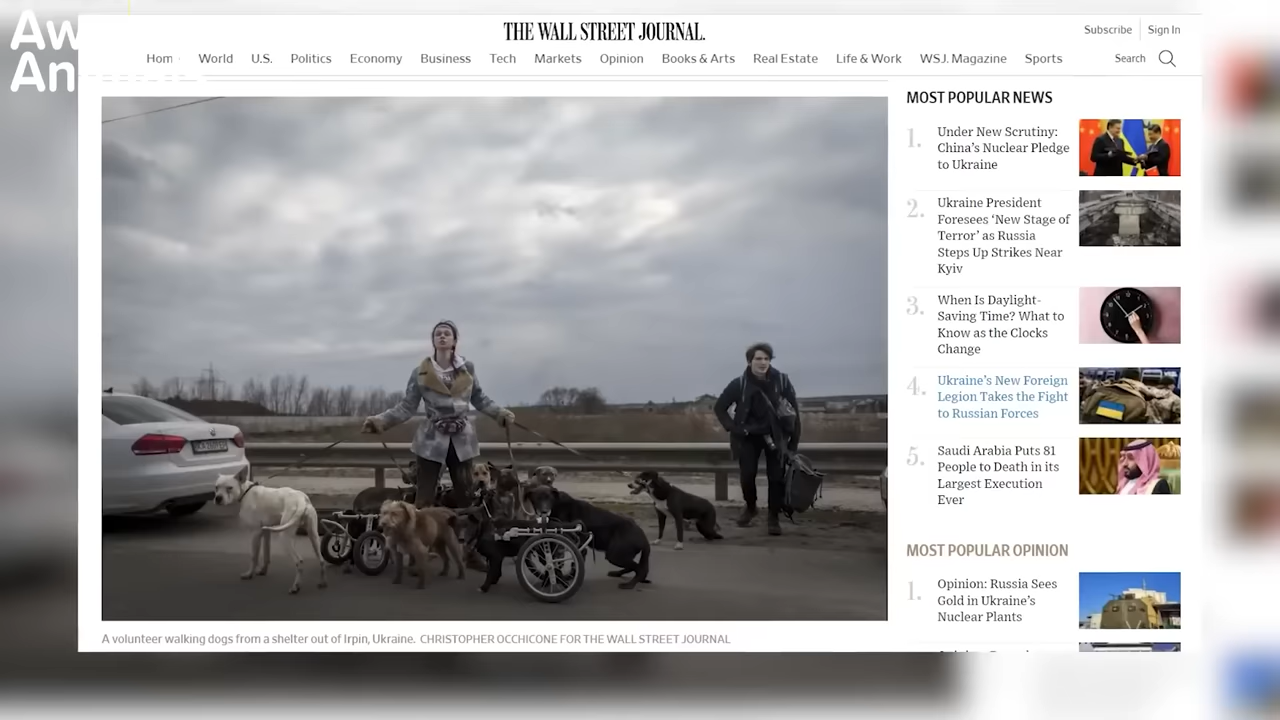 Aw
An
THE WALL STREET JOURNAL.
Subscribe
Sign In
Hom
World
U.S.
Politics
Economy
Business
Tech
Markets
Opinion
Books & Arts
Real Estate
Life & Work
WSJ. Magazine
Sports
Search
A volunteer walking dogs from a shelter out of Irpin, Ukraine. CHRISTOPHER OCCHICONE FOR THE WALL STREET JOURNAL
MOST POPULAR NEWS
1.
Under New Scrutiny:
China's Nuclear Pledge
to Ukraine
2.
Ukraine President
Foresees 'New Stage of
Terror' as Russia
Steps Up Strikes Near
Kyiv
3.
When Is Daylight-
Saving Time? What to
Know as the Clocks
Change
4.
Ukraine's New Foreign
Legion Takes the Fight
to Russian Forces
5.
Saudi Arabia Puts 81
People to Death in its
Largest Execution
Ever
MOST POPULAR OPINION
1.
Opinion: Russia Sees
Gold in Ukraine's
Nuclear Plants